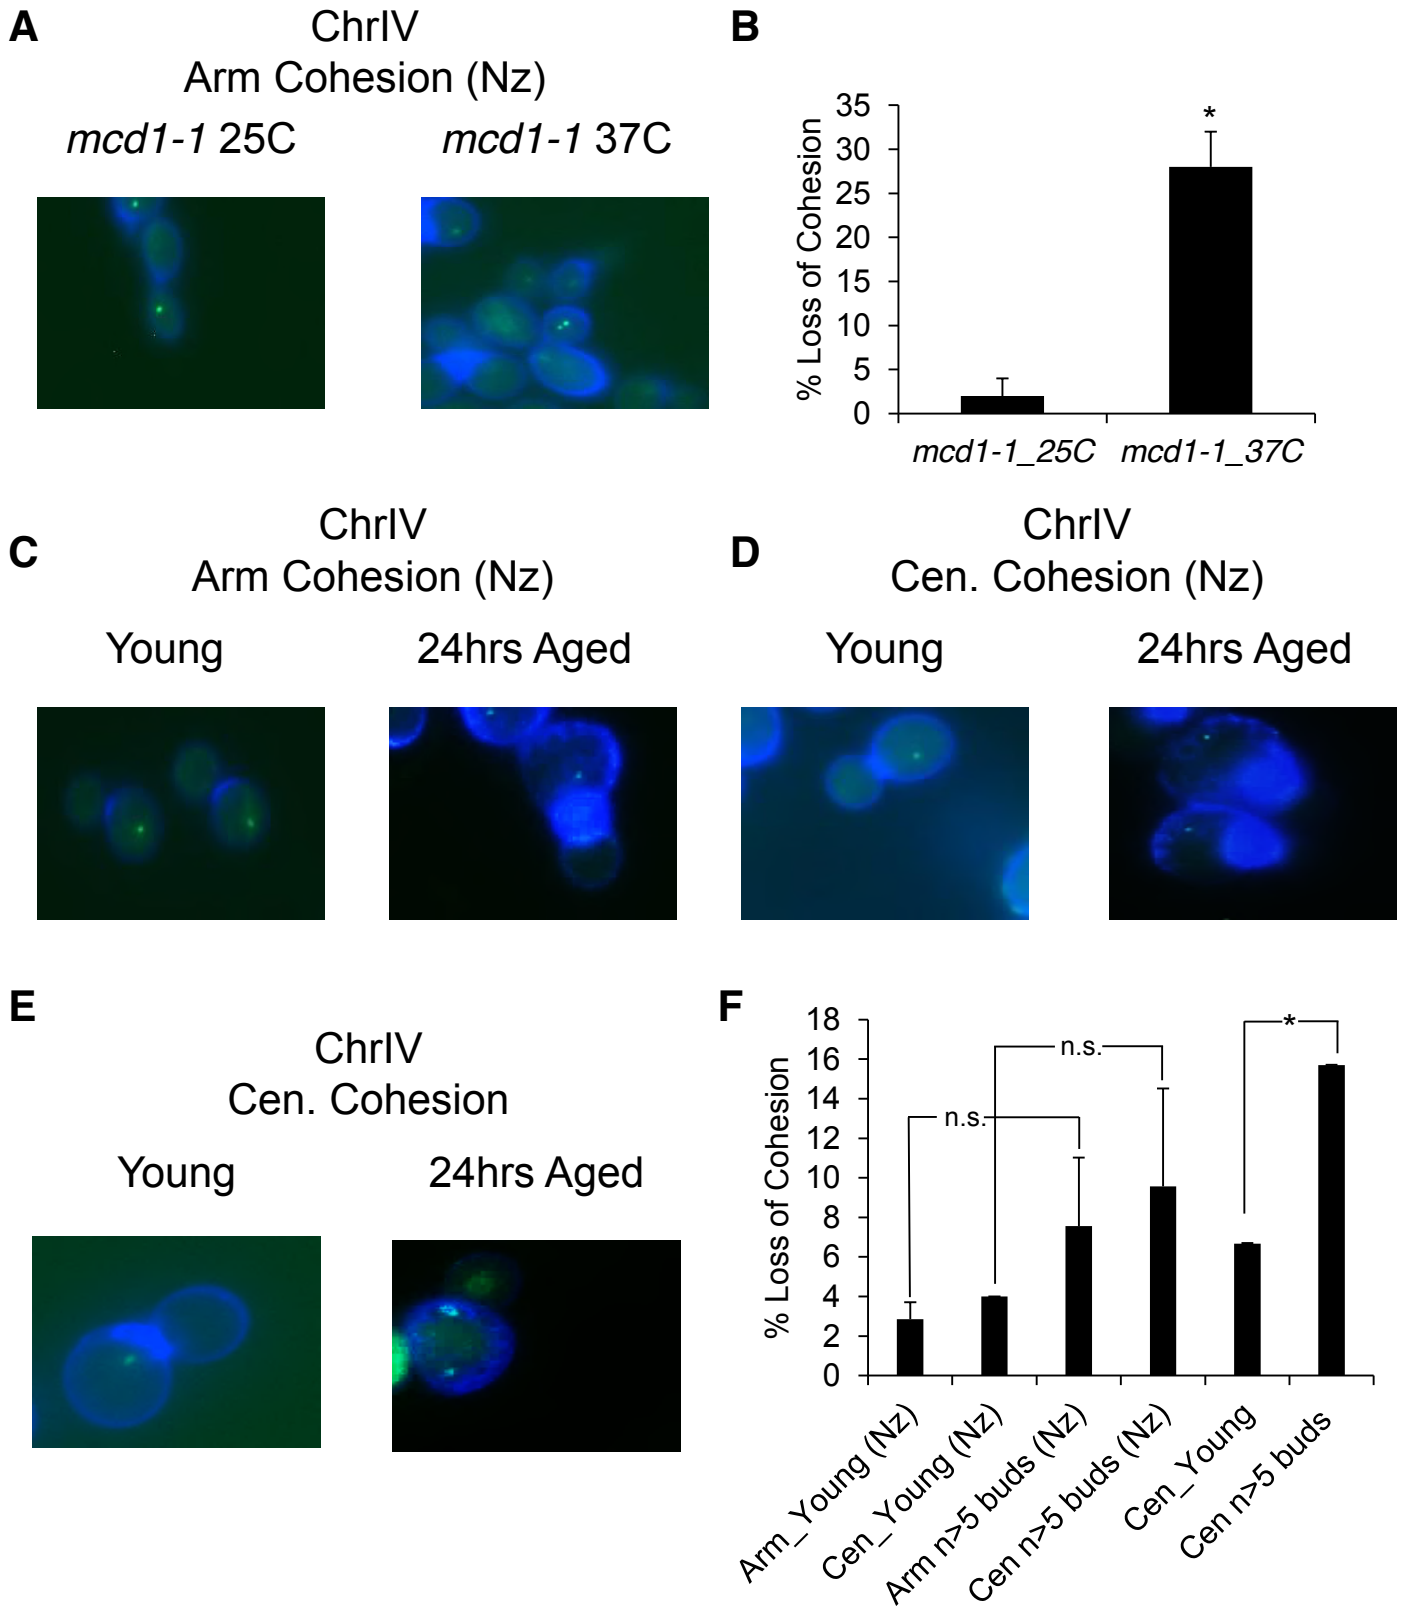 A
ChrIV
Arm Cohesion (Nz)
mcd1-1 25C
mcd1-1 37C
B
% Loss of Cohesion
35
30
25
20
15
10
5
0
*
mcd1-1_25C
mcd1-1_37C
C
ChrIV
Arm Cohesion (Nz)
Young
24hrs Aged
D
ChrIV
Cen. Cohesion (Nz)
Young
24hrs Aged
E
ChrIV
Cen. Cohesion
Young
24hrs Aged
F
% Loss of Cohesion
18
16
14
12
10
8
6
4
2
0
n.s.
n.s.
*
Arm_Young (Nz)
Cen_Young (Nz)
Arm n>5 buds (Nz)
Cen n>5 buds (Nz)
Cen_Young
Cen n>5 buds